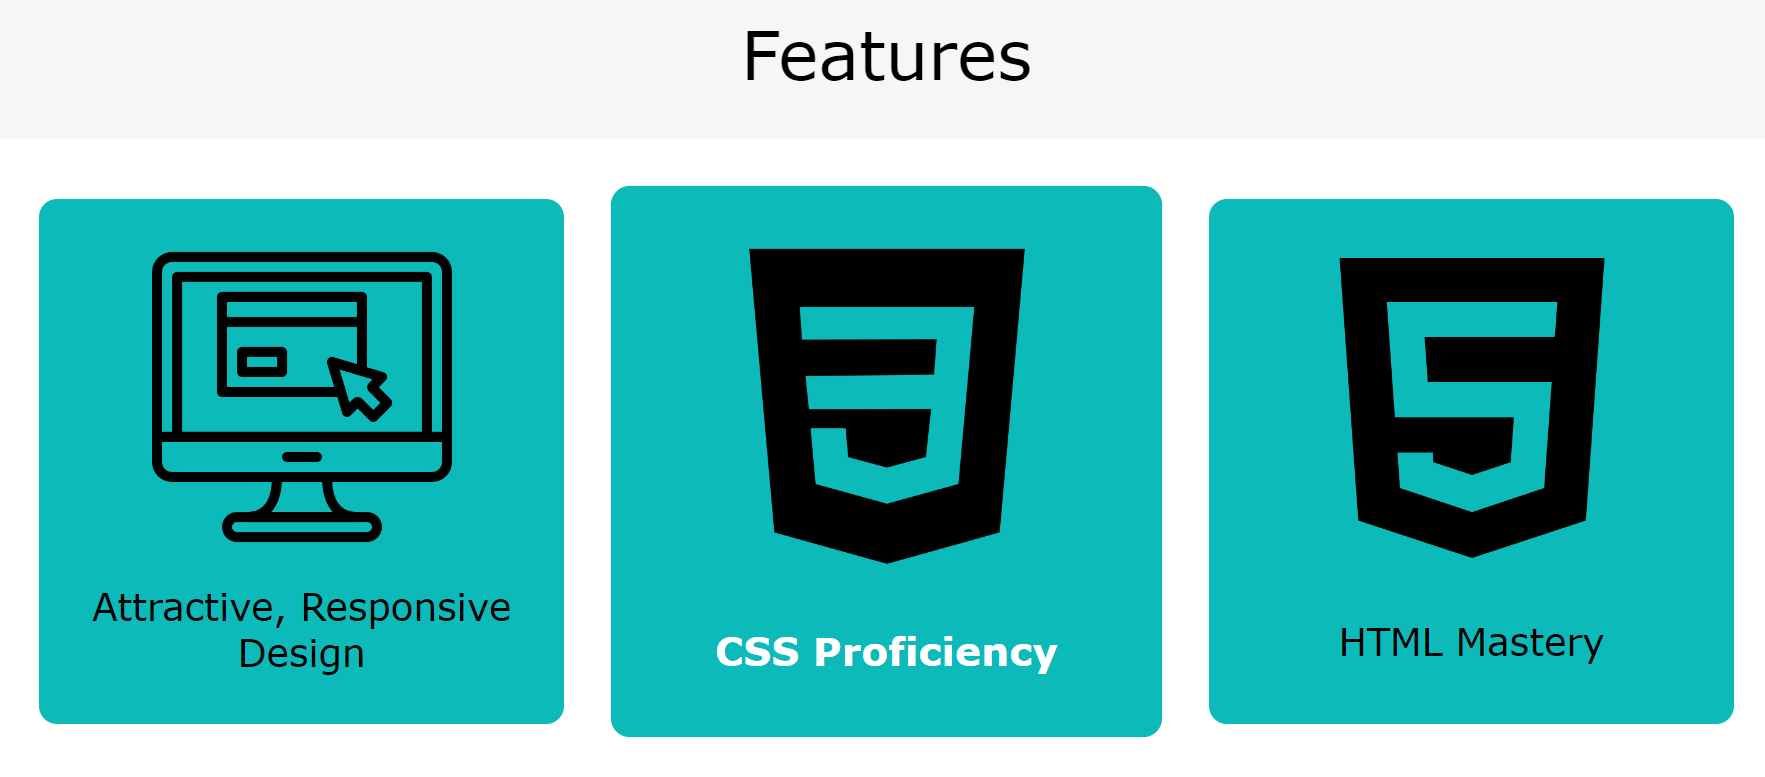 Features
Attractive, Responsive
Design
CSS Proficiency
HTML Mastery